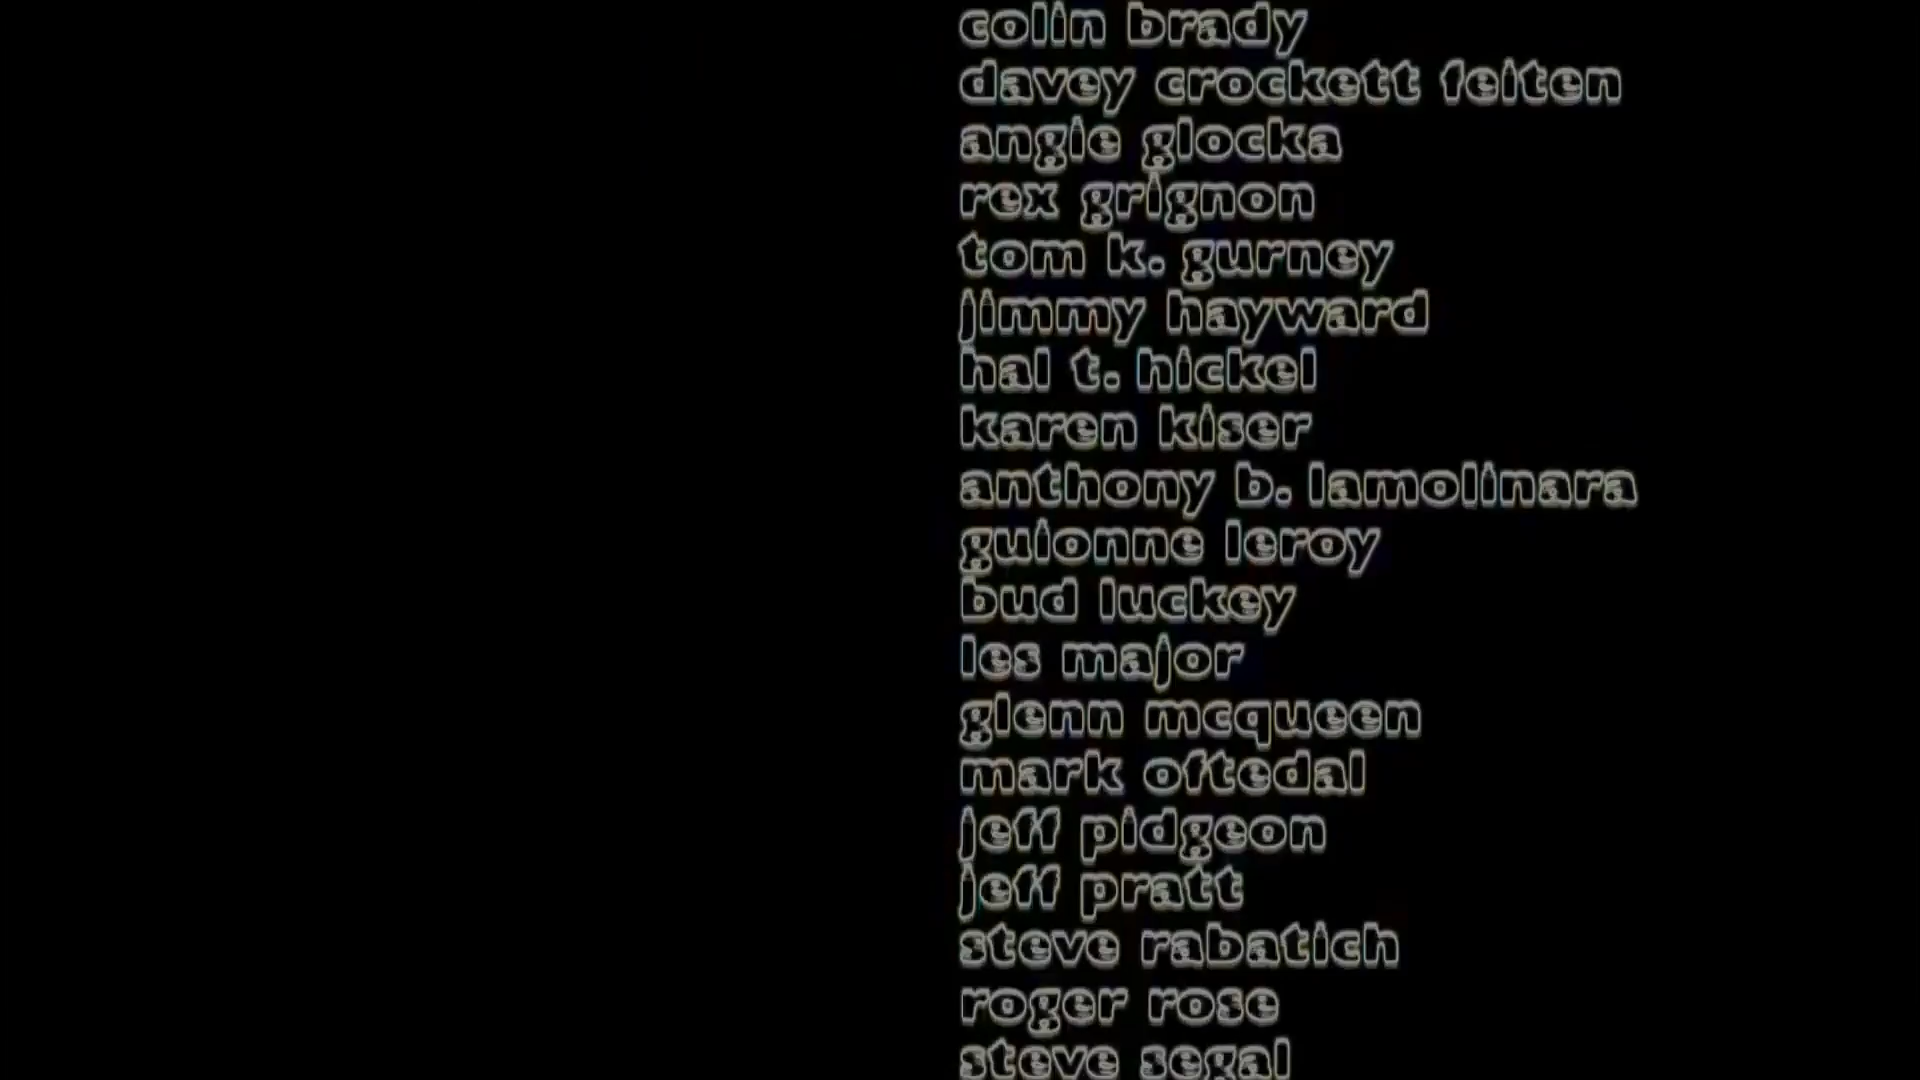 colin brady
davey crockett feiten
angie glocka
rex grignon
tom k. gurney
jimmy hayward
hal t. hickel
karen kiser
anthony b. lamolinara
guionne leroy
bud luckey
les major
glenn mcqueen
mark oftedal
jeff pidgeon
jeff pratt
steve rabatich
roger rose
steve segal